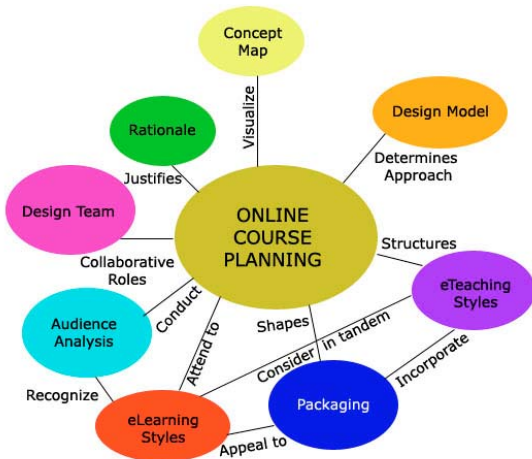 Concept
Map
Visualize
Design Model
Determines
Approach
Rationale
Justifies
Design Team
Collaborative
Roles
ONLINE
COURSE
PLANNING
Structures
eTeaching
Styles
Audience
Analysis
Conduct
Attend to
Shapes
Consider in tandem
Incorporate
Recognize
eLearning
Styles
Appeal to
Packaging